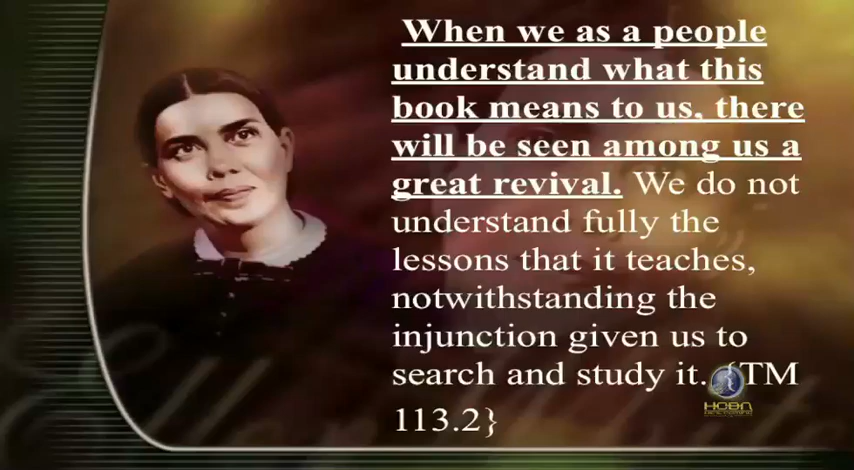 When we as a people
understand what this
book means to us, there
will be seen among us a
great revival. We do not
understand fully the
lessons that it teaches,
notwithstanding the
injunction given us to
search and study it. {TM
113.2}
HCBN